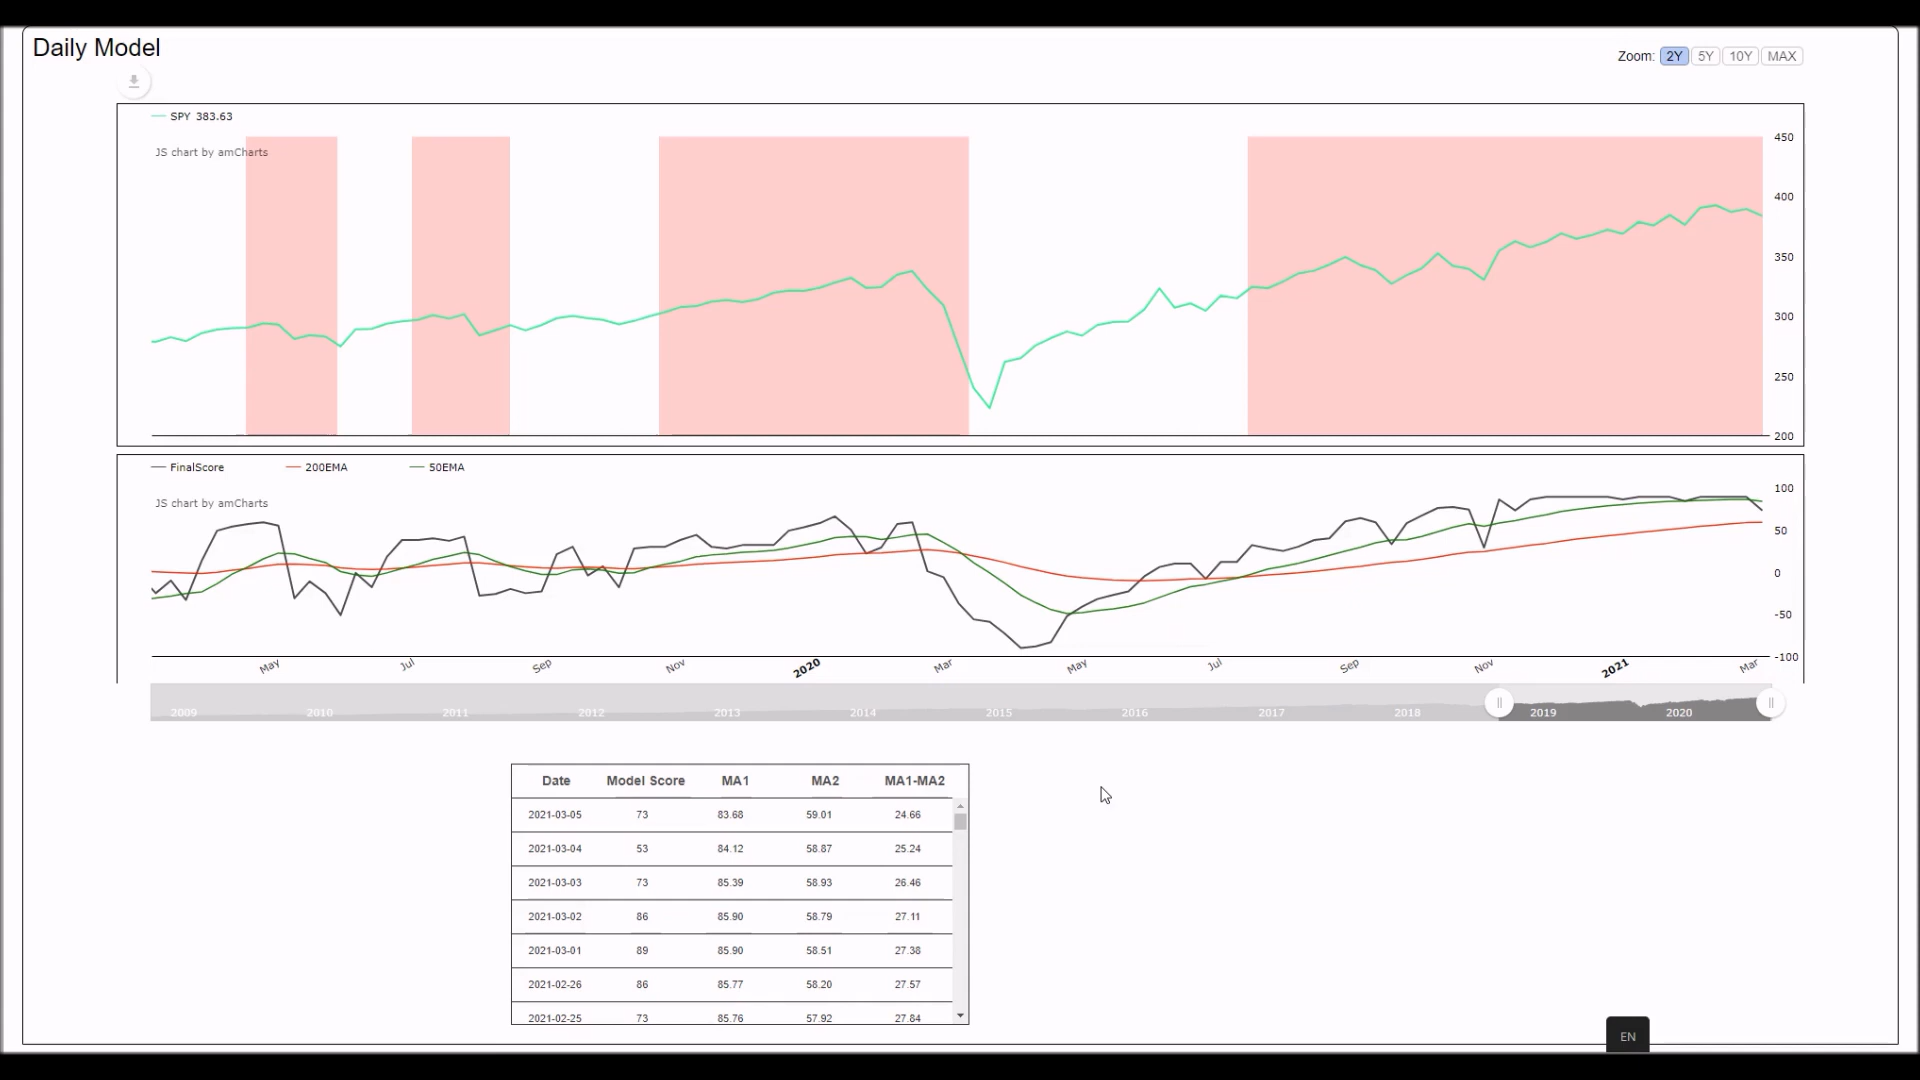 Daily Model
Zoom: 2Y 5Y 10Y MAX
SPY 383.63
JS chart by amCharts
450
400
350
300
250
200
FinalScore 200EMA 50EMA
JS chart by amCharts
100
50
0
-50
-100
May Jul Sep Nov 2020 Mar May Jul Sep Nov 2021 Mar
2009 2010 2011 2012 2013 2014 2015 2016 2017 2018 2019 2020
Date Model Score MA1 MA2 MA1-MA2
2021-03-05 73 83.68 59.01 24.66
2021-03-04 53 84.12 58.87 25.24
2021-03-03 73 85.39 58.93 26.46
2021-03-02 86 85.90 58.79 27.11
2021-03-01 89 85.90 58.51 27.38
2021-02-26 86 85.77 58.20 27.57
2021-02-25 73 85.76 57.92 27.84
EN